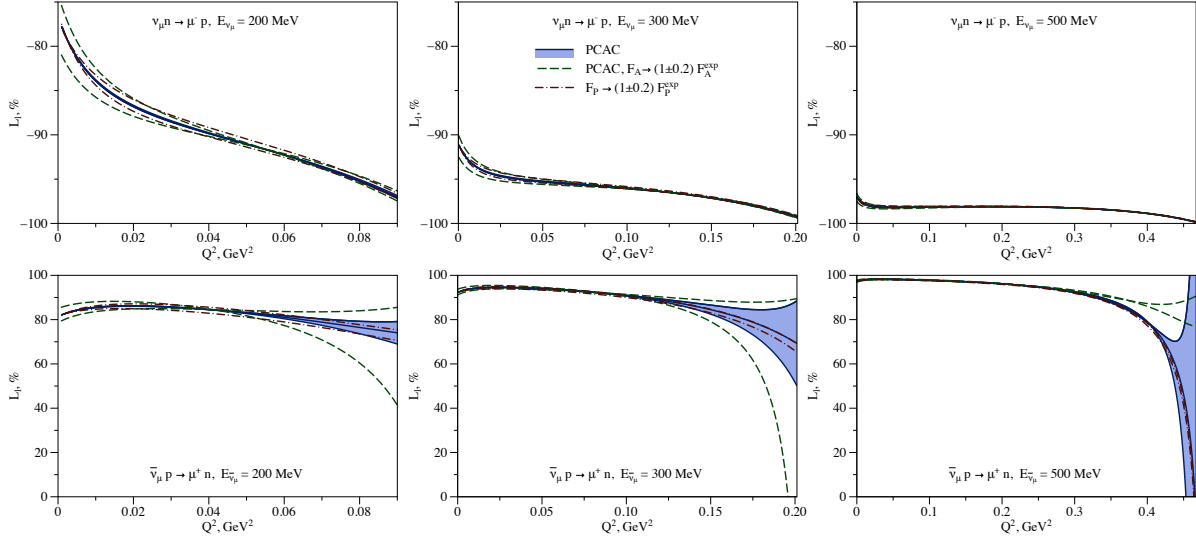 ν_μ n → μ⁻ p, E_ν_μ = 200 MeV
L_l, %
−80
−90
−100
0 0.02 0.04 0.06 0.08
Q², GeV²
ν_μ n → μ⁻ p, E_ν_μ = 300 MeV
PCAC
PCAC, F_A → (1±0.2) F_A^exp
F_P → (1±0.2) F_P^exp
L_l, %
−80
−90
−100
0 0.05 0.10 0.15 0.20
Q², GeV²
ν_μ n → μ⁻ p, E_ν_μ = 500 MeV
L_l, %
−80
−90
−100
0 0.1 0.2 0.3 0.4
Q², GeV²
100
80
60
40
20
0
L_l, %
ν̄_μ p → μ⁺ n, E_ν̄_μ = 200 MeV
0 0.02 0.04 0.06 0.08
Q², GeV²
100
80
60
40
20
0
L_l, %
ν̄_μ p → μ⁺ n, E_ν̄_μ = 300 MeV
0 0.05 0.10 0.15 0.20
Q², GeV²
100
80
60
40
20
0
L_l, %
ν̄_μ p → μ⁺ n, E_ν̄_μ = 500 MeV
0 0.1 0.2 0.3 0.4
Q², GeV²